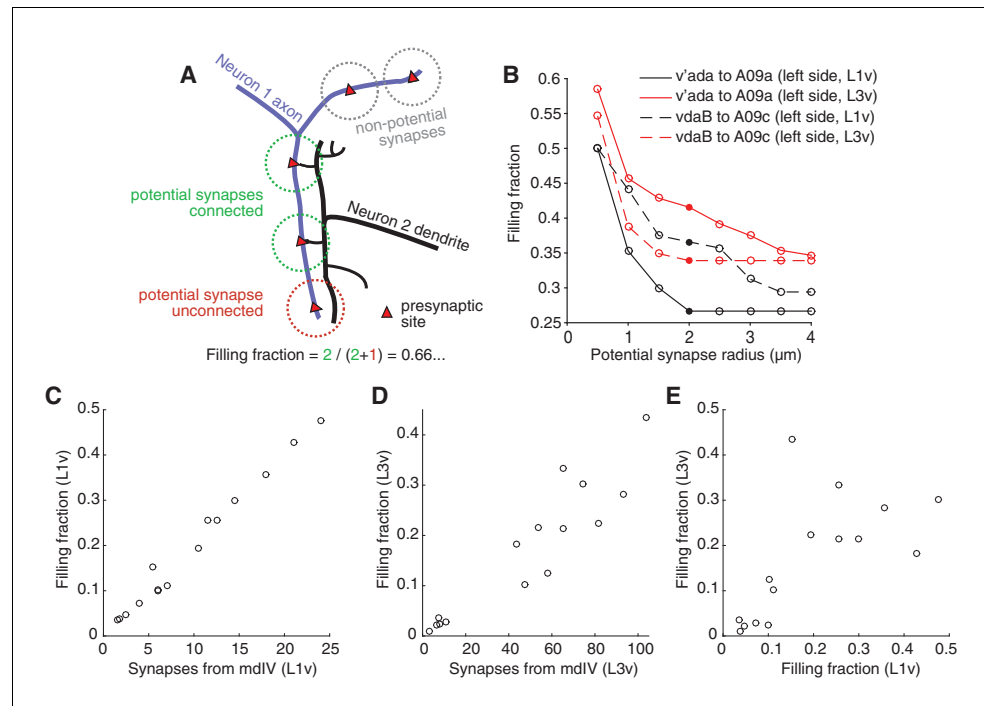 A
Neuron 1 axon
non-potential
synapses
potential synapses
connected
Neuron 2 dendrite
potential synapse
unconnected
presynaptic
site
Filling fraction = 2 / (2+1) = 0.66...
B
v'ada to A09a (left side, L1v)
v'ada to A09a (left side, L3v)
vdaB to A09c (left side, L1v)
vdaB to A09c (left side, L3v)
Filling fraction
0.6
0.55
0.5
0.45
0.4
0.35
0.3
0.25
0 1 2 3 4
Potential synapse radius (µm)
C
Filling fraction (L1v)
0.5
0.4
0.3
0.2
0.1
0
0 5 10 15 20 25
Synapses from mdIV (L1v)
D
Filling fraction (L3v)
0.4
0.3
0.2
0.1
0
0 20 40 60 80 100
Synapses from mdIV (L3v)
E
Filling fraction (L3v)
0.5
0.4
0.3
0.2
0.1
0
0 0.1 0.2 0.3 0.4 0.5
Filling fraction (L1v)